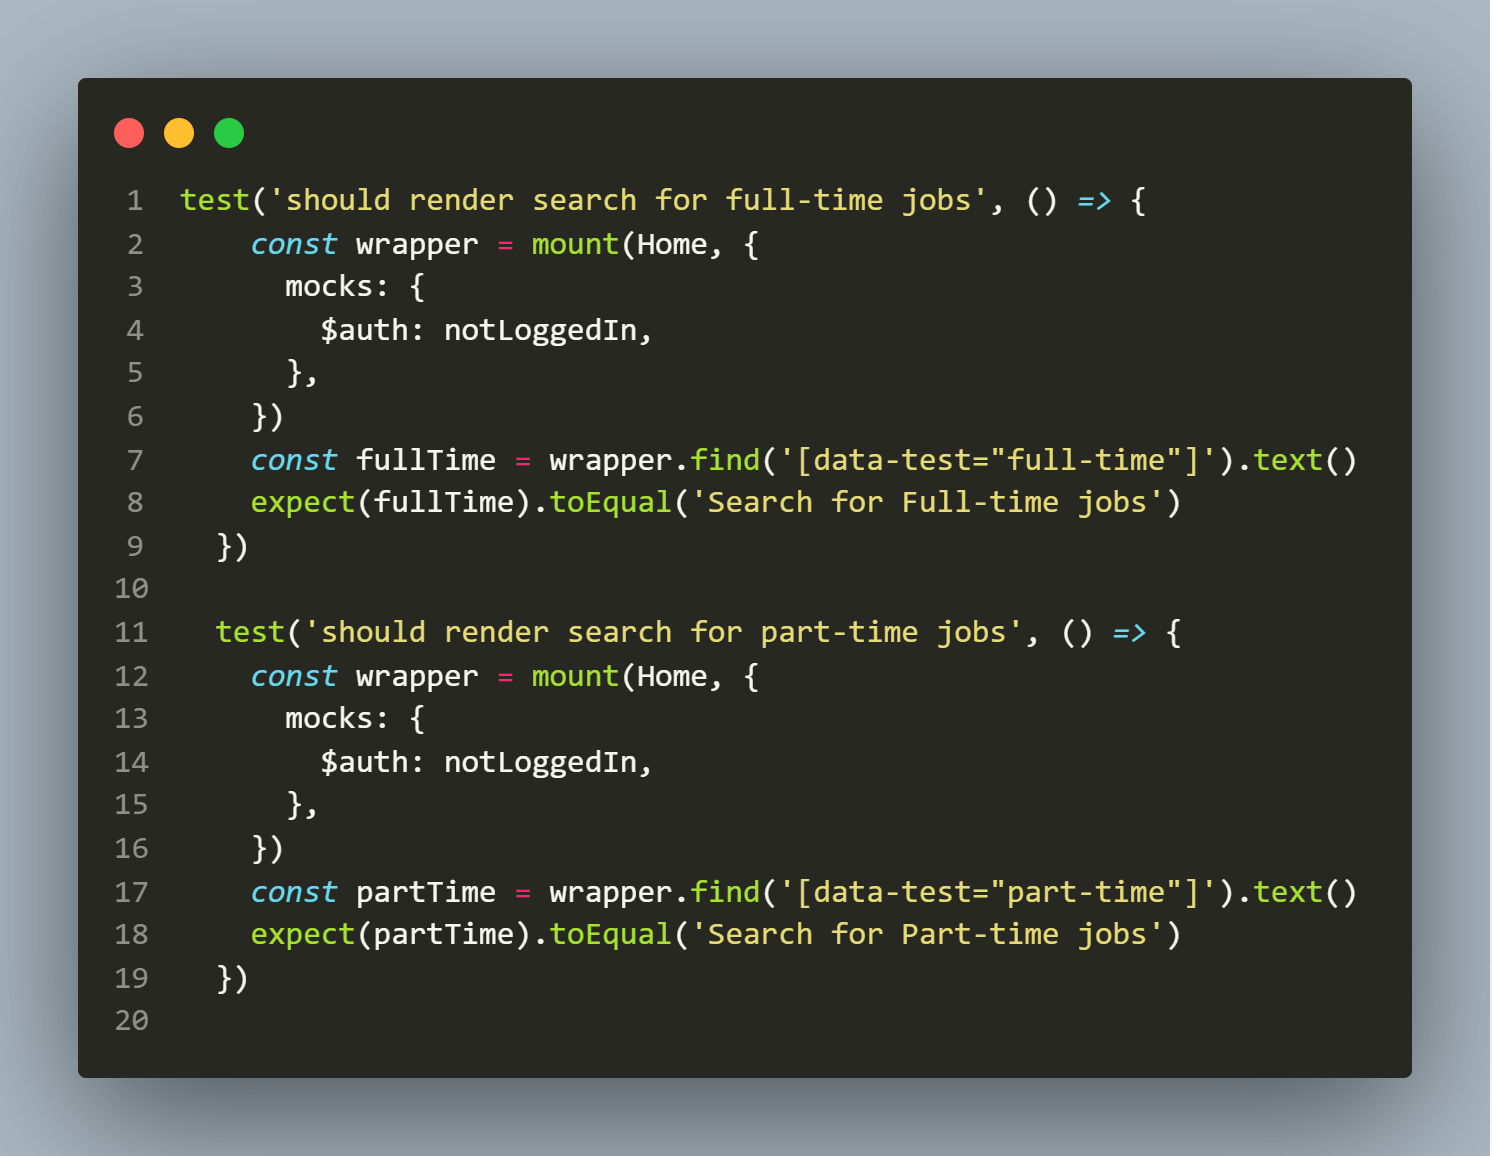 1 test('should render search for full-time jobs', () => {
2     const wrapper = mount(Home, {
3       mocks: {
4         $auth: notLoggedIn,
5       },
6     })
7     const fullTime = wrapper.find('[data-test="full-time"]').text()
8     expect(fullTime).toEqual('Search for Full-time jobs')
9   })
10
11   test('should render search for part-time jobs', () => {
12     const wrapper = mount(Home, {
13       mocks: {
14         $auth: notLoggedIn,
15       },
16     })
17     const partTime = wrapper.find('[data-test="part-time"]').text()
18     expect(partTime).toEqual('Search for Part-time jobs')
19   })
20